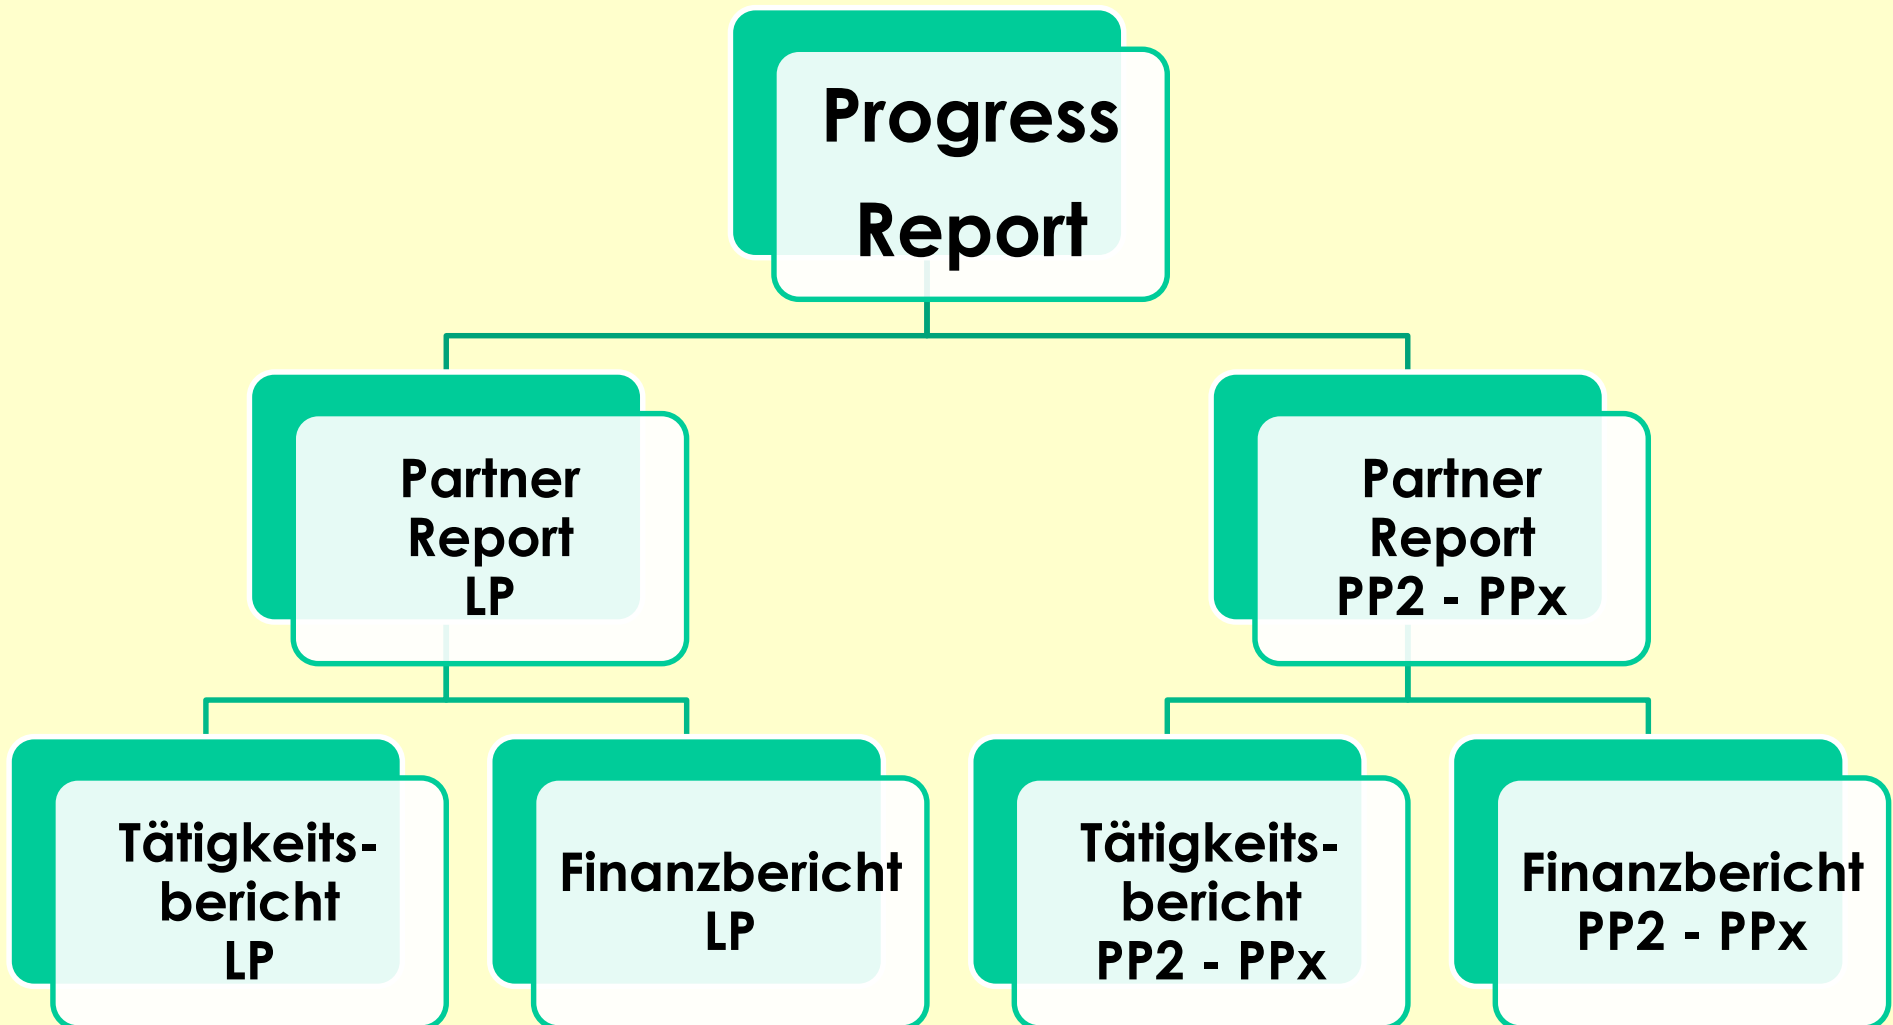 Progress
Report
Partner
Report
LP
Partner
Report
PP2 - PPx
Tätigkeits-
bericht
LP
Finanzbericht
LP
Tätigkeits-
bericht
PP2 - PPx
Finanzbericht
PP2 - PPx